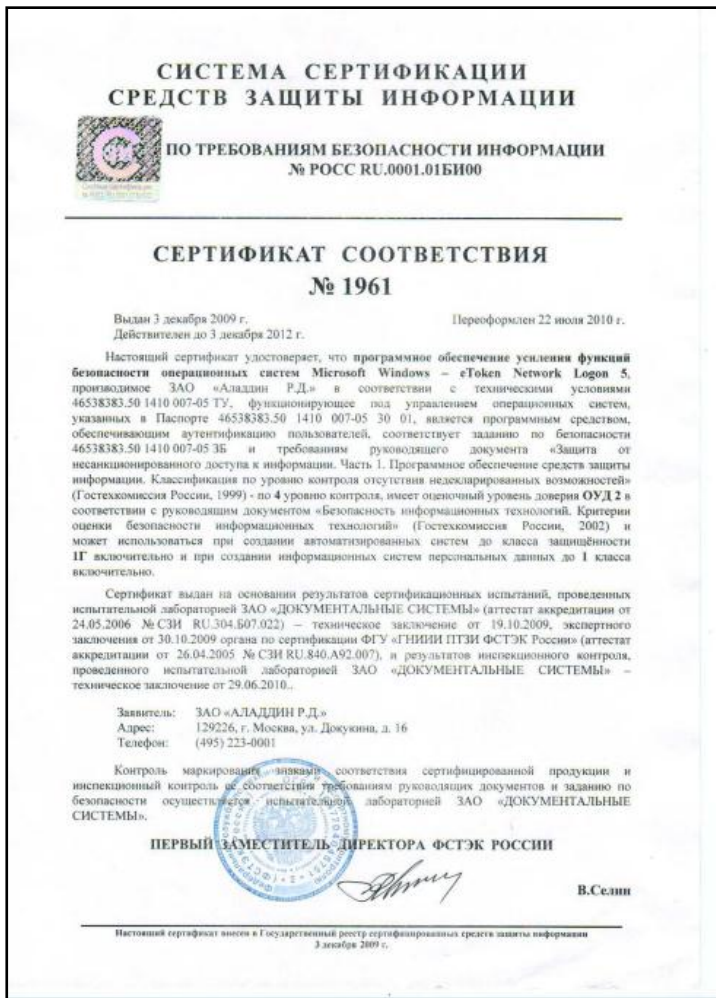 СИСТЕМА СЕРТИФИКАЦИИ
СРЕДСТВ ЗАЩИТЫ ИНФОРМАЦИИ
ПО ТРЕБОВАНИЯМ БЕЗОПАСНОСТИ ИНФОРМАЦИИ
№ РОСС RU.0001.01БИ00
СЕРТИФИКАТ СООТВЕТСТВИЯ
№ 1961
Выдан 3 декабря 2009 г. Переоформлен 22 июля 2010 г.
Действителен до 3 декабря 2012 г.
Настоящий сертификат удостоверяет, что программное обеспечение усиления функций
безопасности операционных систем Microsoft Windows – eToken Network Logon 5,
производимое ЗАО «Аладдин Р.Д.» в соответствии с техническими условиями
46538383.50 1410 007-05 ТУ, функционирующее под управлением операционных систем,
указанных в Паспорте 46538383.50 1410 007-05 30 01, является программным средством,
обеспечивающим аутентификацию пользователей, соответствует заданию по безопасности
46538383.50 1410 007-05 ЗБ и требованиям руководящего документа «Защита от
несанкционированного доступа к информации. Часть 1. Программное обеспечение средств защиты
информации. Классификация по уровню контроля отсутствия недекларированных возможностей»
(Гостехкомиссия России, 1999) - по 4 уровню контроля, имеет оценочный уровень доверия ОУД 2 в
соответствии с руководящим документом «Безопасность информационных технологий. Критерии
оценки безопасности информационных технологий» (Гостехкомиссия России, 2002) и
может использоваться при создании автоматизированных систем до класса защищённости
1Г включительно и при создании информационных систем персональных данных до 1 класса
включительно.
Сертификат выдан на основании результатов сертификационных испытаний, проведенных
испытательной лабораторией ЗАО «ДОКУМЕНТАЛЬНЫЕ СИСТЕМЫ» (аттестат аккредитации от
24.05.2006 № СЗИ RU.304.Б07.022) – техническое заключение от 19.10.2009, экспертного
заключения от 30.10.2009 органа по сертификации ФГУ «ГНИИИ ПТЗИ ФСТЭК России» (аттестат
аккредитации от 26.04.2005 № СЗИ RU.840.А92.007), и результатов инспекционного контроля,
проведенного испытательной лабораторией ЗАО «ДОКУМЕНТАЛЬНЫЕ СИСТЕМЫ» –
техническое заключение от 29.06.2010..
Заявитель: ЗАО «АЛАДДИН Р.Д.»
Адрес: 129226, г. Москва, ул. Докукина, д. 16
Телефон: (495) 223-0001
Контроль маркирования знаками соответствия сертифицированной продукции и
инспекционный контроль ее соответствия требованиям руководящих документов и заданию по
безопасности осуществляется испытательной лабораторией ЗАО «ДОКУМЕНТАЛЬНЫЕ
СИСТЕМЫ».
ПЕРВЫЙ ЗАМЕСТИТЕЛЬ ДИРЕКТОРА ФСТЭК РОССИИ
В.Селин
Настоящий сертификат внесен в Государственный реестр сертифицированных средств защиты информации
3 декабря 2009 г.